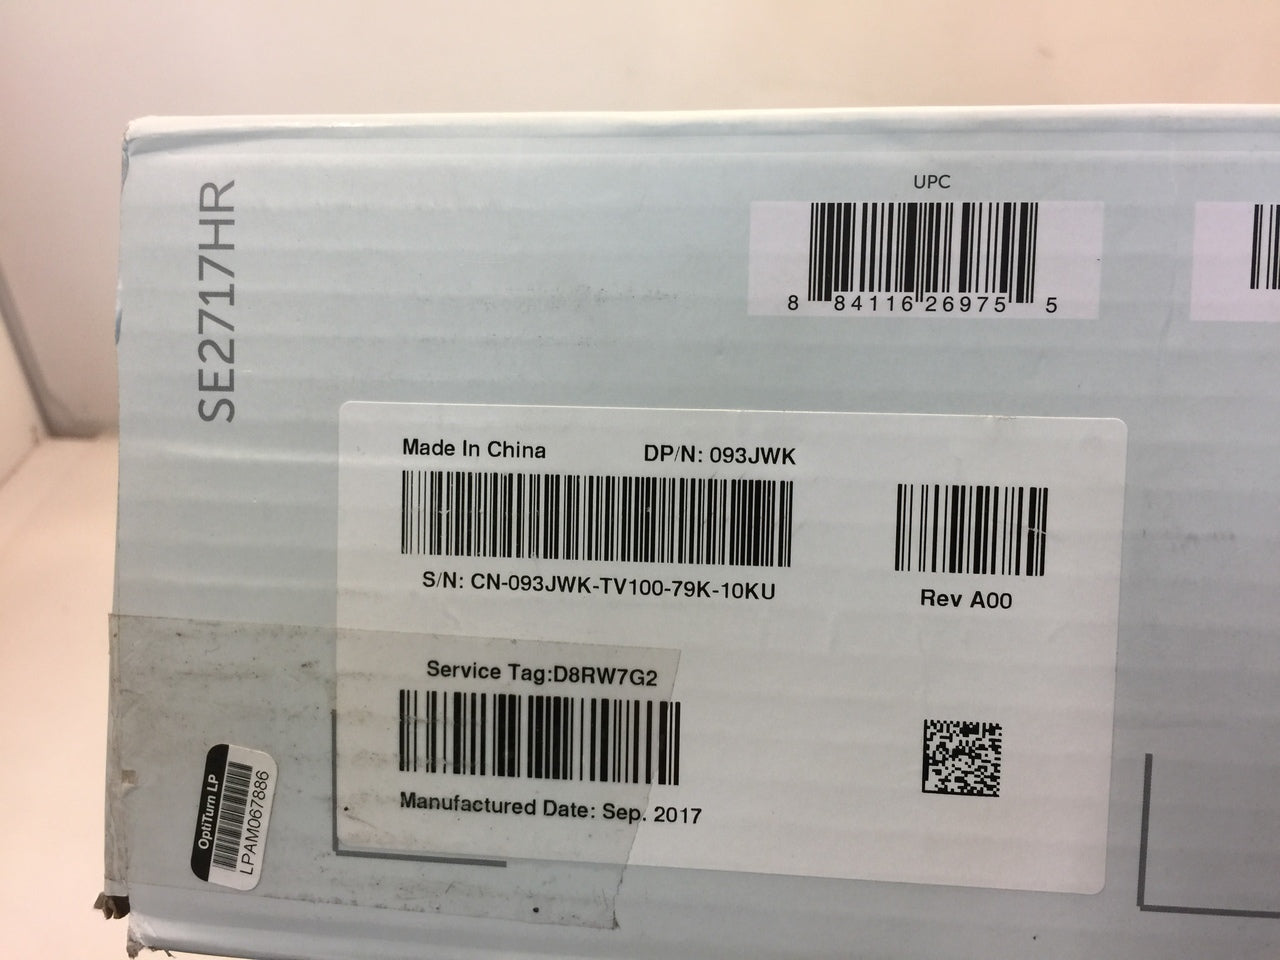 SE2717HR
UPC
8 84116 26975 5
Made In China DP/N: 093JWK
S/N: CN-093JWK-TV100-79K-10KU
Rev A00
Service Tag:D8RW7G2
Manufactured Date: Sep. 2017
OptiTurn LP
LPAM067886